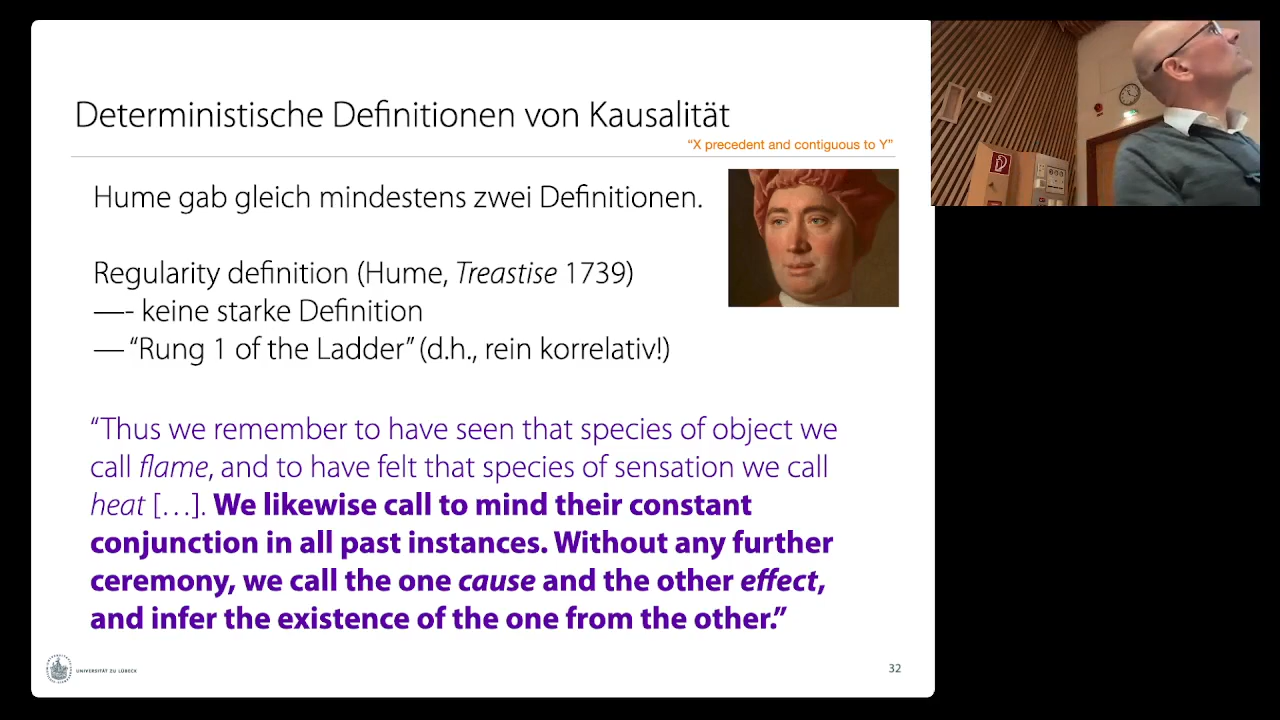 Deterministische Definitionen von Kausalität
“X precedent and contiguous to Y”
Hume gab gleich mindestens zwei Definitionen.
Regularity definition (Hume, Treastise 1739)
—- keine starke Definition
— “Rung 1 of the Ladder” (d.h., rein korrelativ!)
“Thus we remember to have seen that species of object we
call flame, and to have felt that species of sensation we call
heat […]. We likewise call to mind their constant
conjunction in all past instances. Without any further
ceremony, we call the one cause and the other effect,
and infer the existence of the one from the other.”
UNIVERSITÄT ZU LÜBECK
32